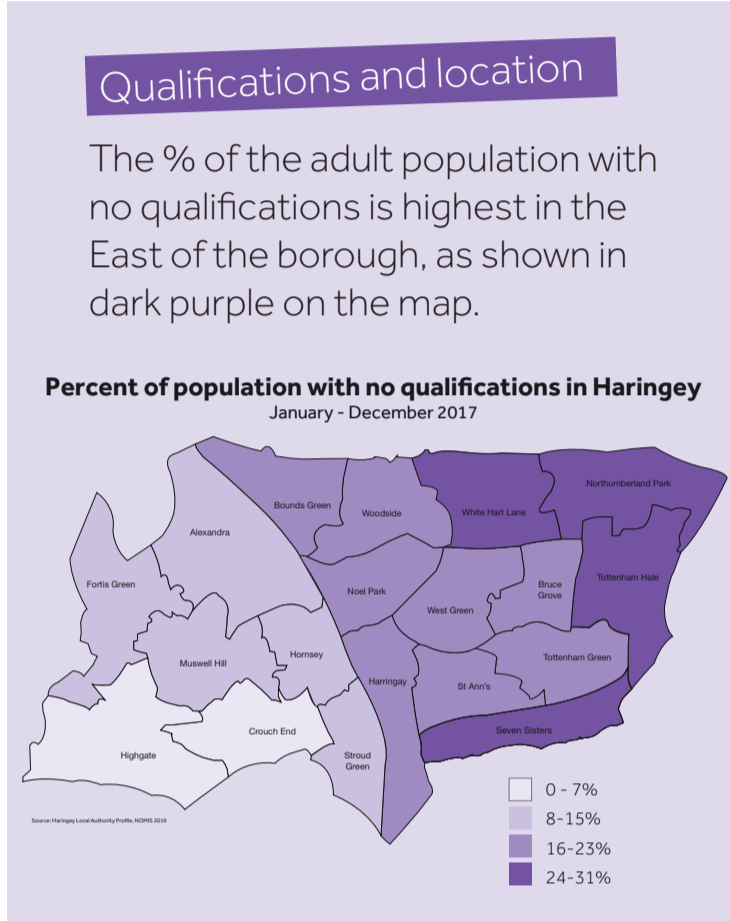 Qualifications and location
The % of the adult population with
no qualifications is highest in the
East of the borough, as shown in
dark purple on the map.
Percent of population with no qualifications in Haringey
January - December 2017
Northumberland Park
Bounds Green
White Hart Lane
Woodside
Alexandra
Tottenham Hale
Fortis Green
Bruce
Grove
Noel Park
West Green
Hornsey
Tottenham Green
Muswell Hill
Harringay
St Ann's
Seven Sisters
Crouch End
Highgate
Stroud
Green
0 - 7%
8-15%
16-23%
24-31%
Source: Haringey Local Authority Profile, NOMIS 2019